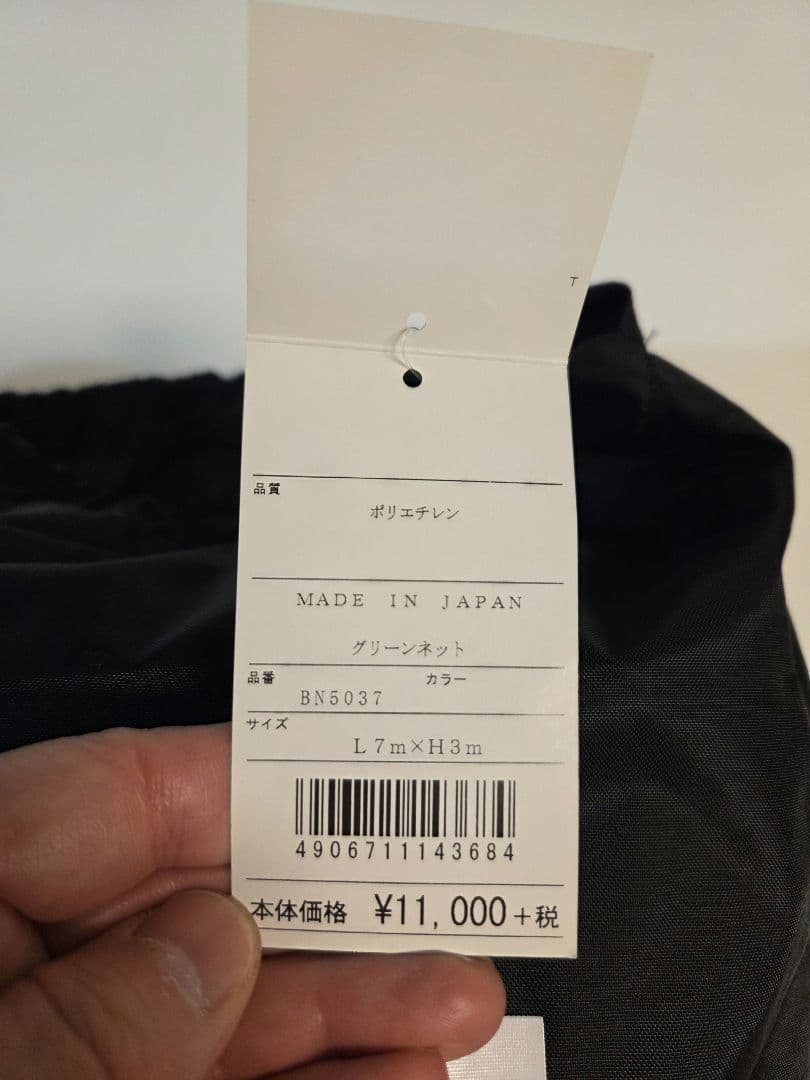 T
品質
ポリエチレン
MADE IN JAPAN
グリーンネット
品番 カラー
BN5037
サイズ
L7m×H3m
4906711143684
本体価格 ¥11,000+税